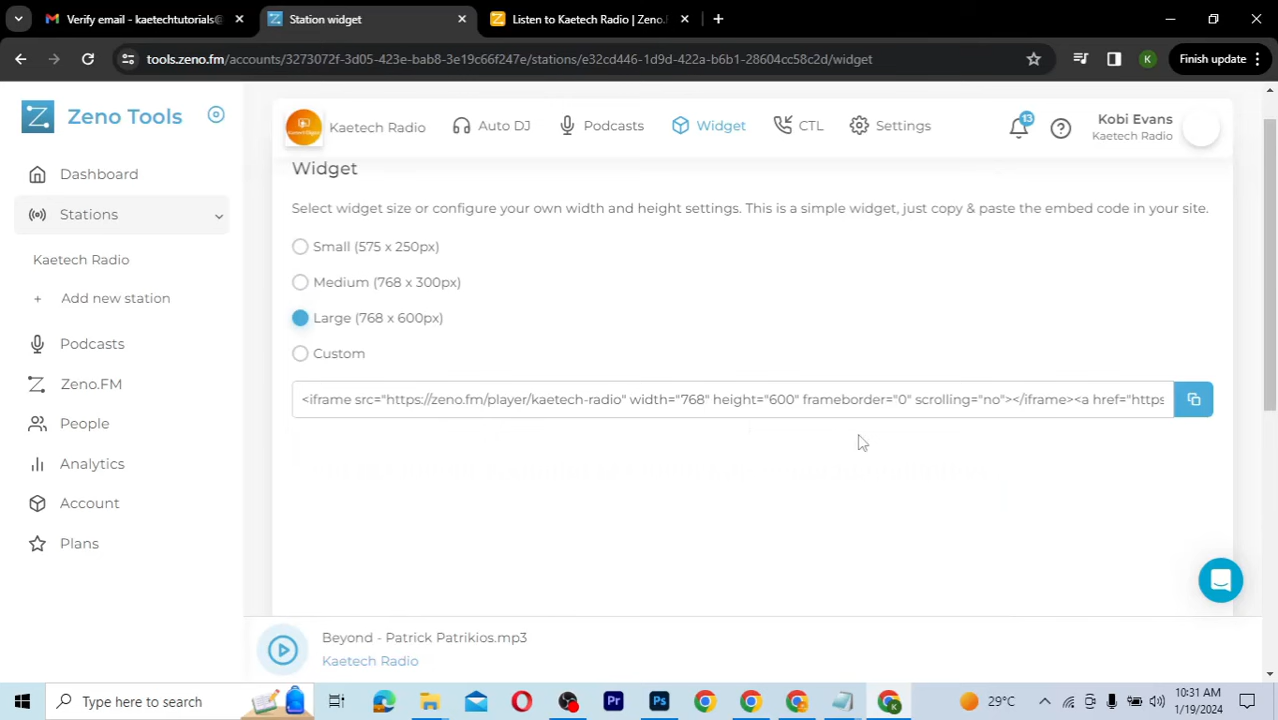 Verify email - kaetechtutorials@
Station widget
Listen to Kaetech Radio | Zeno.F
tools.zeno.fm/accounts/3273072f-3d05-423e-bab8-3e19c66f247e/stations/e32cd446-1d9d-422a-b6b1-28604cc58c2d/widget
K
Finish update
Zeno Tools
Kaetech Radio
Auto DJ
Podcasts
Widget
CTL
Settings
13
Kobi Evans
Kaetech Radio
Dashboard
Stations
Kaetech Radio
+ Add new station
Podcasts
Zeno.FM
People
Analytics
Account
Plans
Widget
Select widget size or configure your own width and height settings. This is a simple widget, just copy & paste the embed code in your site.
Small (575 x 250px)
Medium (768 x 300px)
Large (768 x 600px)
Custom
<iframe src="https://zeno.fm/player/kaetech-radio" width="768" height="600" frameborder="0" scrolling="no"></iframe><a href="https
Beyond - Patrick Patrikios.mp3
Kaetech Radio
Type here to search
Pr
Ps
29°C
10:31 AM
1/19/2024